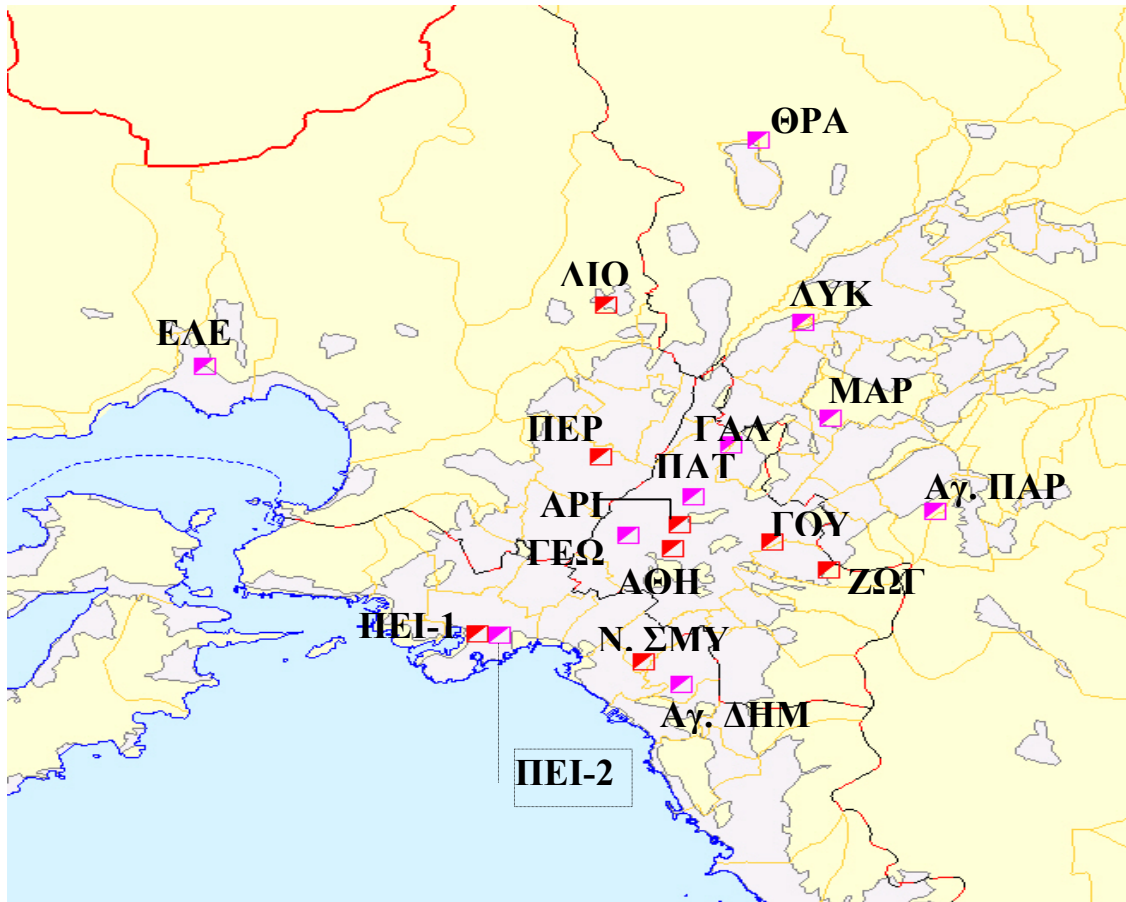 ΘΡΑ
ΛΙΟ
ΛΥΚ
ΕΛΕ
ΜΑΡ
ΠΕΡ
ΓΑΛ
ΠΑΤ
Αγ. ΠΑΡ
ΑΡΙ
ΓΟΥ
ΓΕΩ
ΑΘΗ
ΖΩΓ
ΠΕΙ-1
Ν. ΣΜΥ
Αγ. ΔΗΜ
ΠΕΙ-2